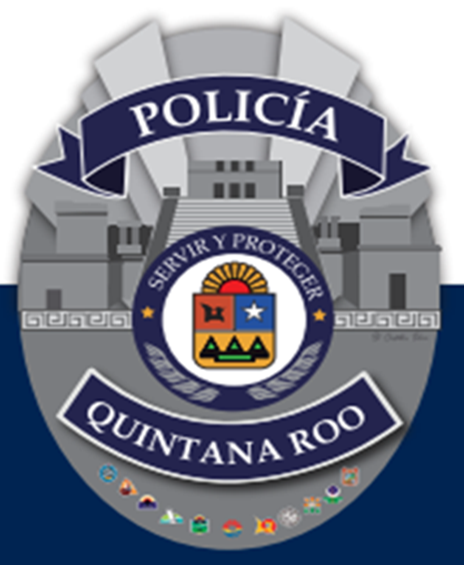 POLICÍA
SERVIR Y PROTEGER
QUINTANA ROO